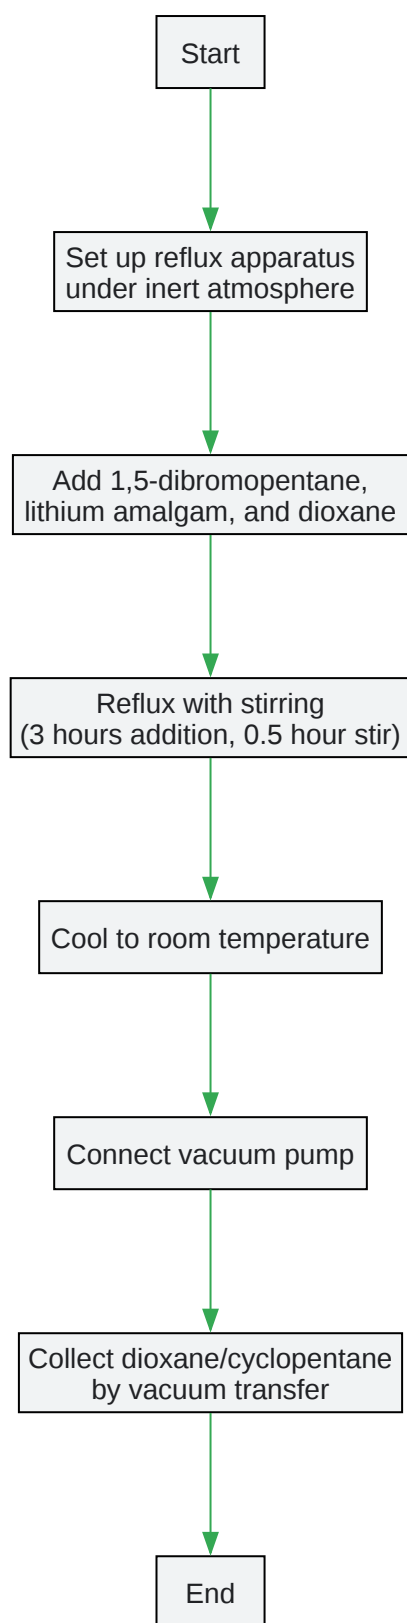 Start
Set up reflux apparatus
under inert atmosphere
Add 1,5-dibromopentane,
lithium amalgam, and dioxane
Reflux with stirring
(3 hours addition, 0.5 hour stir)
Cool to room temperature
Connect vacuum pump
Collect dioxane/cyclopentane
by vacuum transfer
End